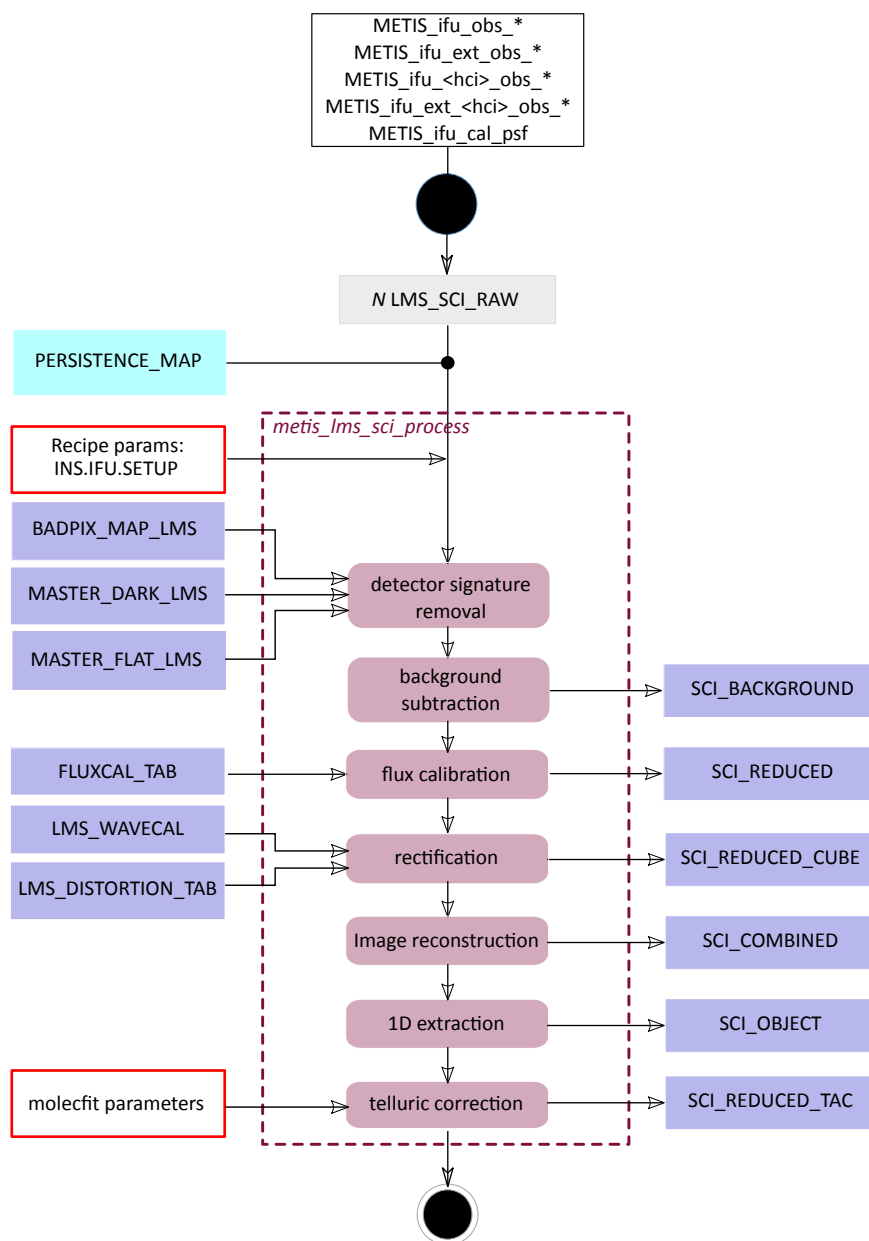 METIS_ifu_obs_*
METIS_ifu_ext_obs_*
METIS_ifu_<hci>_obs_*
METIS_ifu_ext_<hci>_obs_*
METIS_ifu_cal_psf
N LMS_SCI_RAW
PERSISTENCE_MAP
metis_lms_sci_process
Recipe params:
INS.IFU.SETUP
BADPIX_MAP_LMS
MASTER_DARK_LMS
MASTER_FLAT_LMS
detector signature
removal
background
subtraction
SCI_BACKGROUND
FLUXCAL_TAB
flux calibration
SCI_REDUCED
LMS_WAVECAL
LMS_DISTORTION_TAB
rectification
SCI_REDUCED_CUBE
Image reconstruction
SCI_COMBINED
1D extraction
SCI_OBJECT
molecfit parameters
telluric correction
SCI_REDUCED_TAC